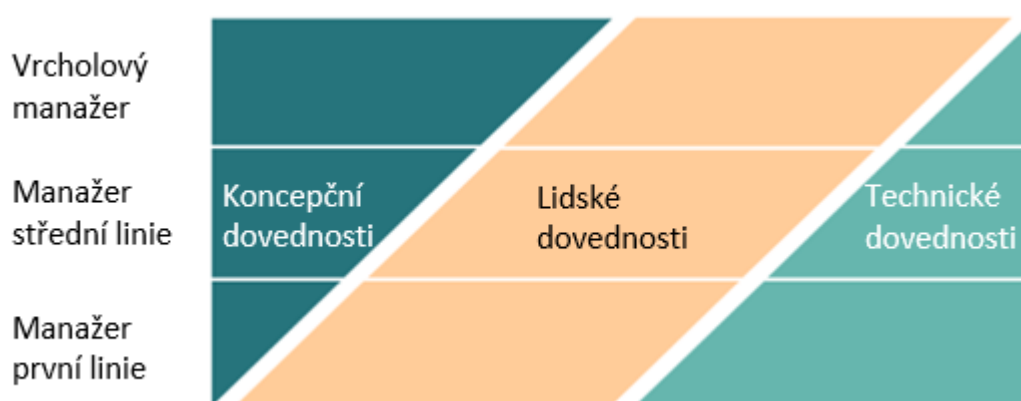 Vrcholový
manažer
Manažer
střední linie
Koncepční
dovednosti
Lidské
dovednosti
Technické
dovednosti
Manažer
první linie